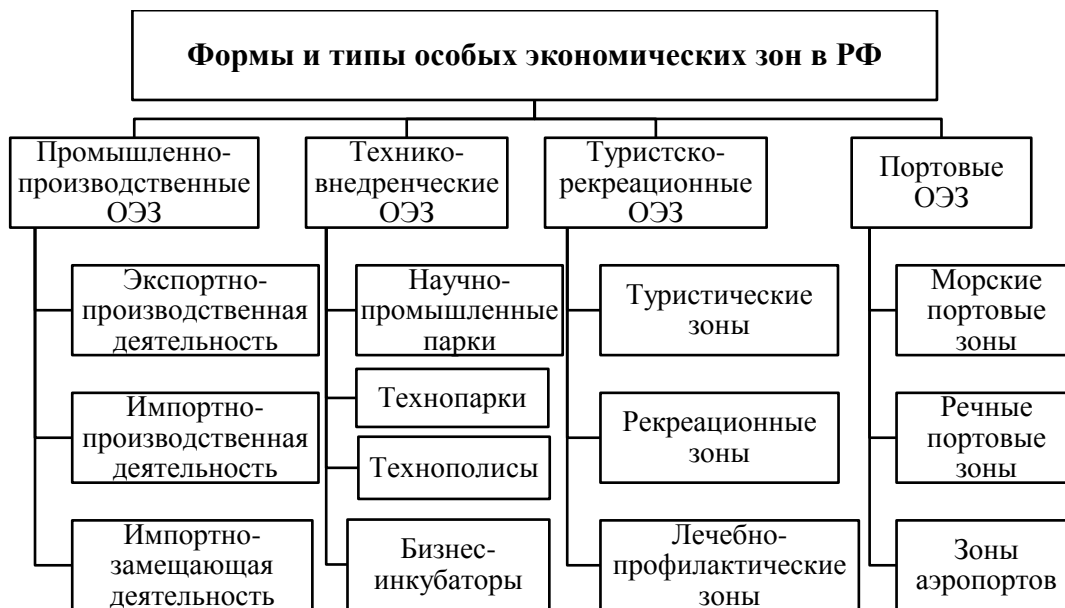 Формы и типы особых экономических зон в РФ
Промышленно-
производственные
ОЭЗ
Экспортно-
производственная
деятельность
Импортно-
производственная
деятельность
Импортно-
замещающая
деятельность
Технико-
внедренческие
ОЭЗ
Научно-
промышленные
парки
Технопарки
Технополисы
Бизнес-
инкубаторы
Туристско-
рекреационные
ОЭЗ
Туристические
зоны
Рекреационные
зоны
Лечебно-
профилактические
зоны
Портовые
ОЭЗ
Морские
портовые
зоны
Речные
портовые
зоны
Зоны
аэропортов